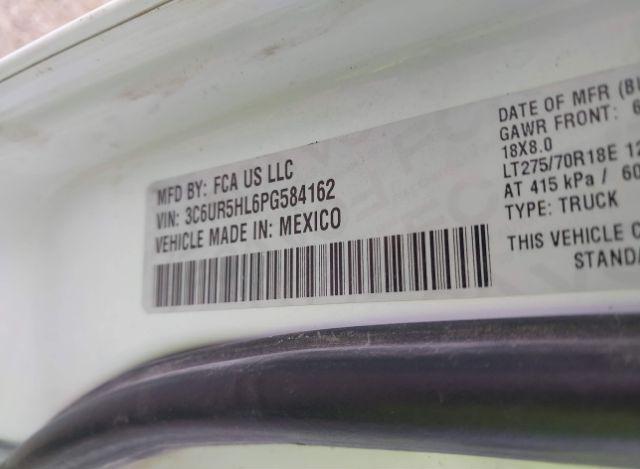 MFD BY: FCA US LLC
VIN: 3C6UR5HL6PG584162
VEHICLE MADE IN: MEXICO
DATE OF MFR
GAWR FRONT:
18X8.0
LT275/70R18E
AT 415 kPa /
TYPE: TRUCK
THIS VEHICLE